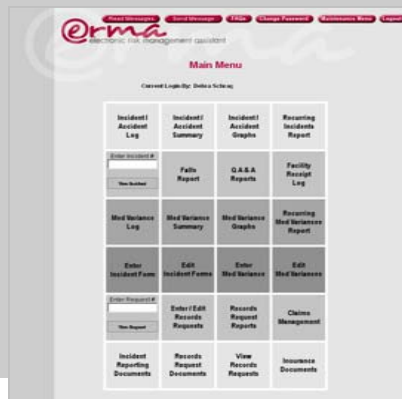 Read Messages Send Message FAQs Change Password Maintenance Menu Logout
erma
electronic risk management assistant
Main Menu
Current Login By: Debra Schrag
Incident / Accident Log
Incident / Accident Summary
Incident / Accident Graphs
Recurring Incidents Report
Enter Incident #
View Incident
Falls Report
Q.A & A Reports
Facility Receipt Log
Med Variance Log
Med Variance Summary
Med Variance Graphs
Recurring Med Variances Report
Enter Incident Form
Edit Incident Forms
Enter Med Variance
Edit Med Variances
Enter Request #
View Request
Enter / Edit Records Requests
Records Request Reports
Claims Management
Incident Reporting Documents
Records Request Documents
View Records Requests
Insurance Documents